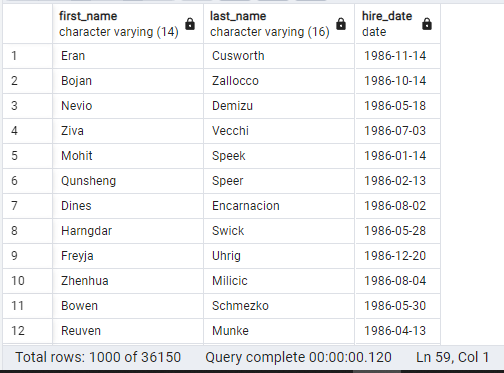 first_name last_name hire_date
character varying (14) character varying (16) date
1 Eran Cusworth 1986-11-14
2 Bojan Zallocco 1986-10-14
3 Nevio Demizu 1986-05-18
4 Ziva Vecchi 1986-07-03
5 Mohit Speek 1986-01-14
6 Qunsheng Speer 1986-02-13
7 Dines Encarnacion 1986-08-02
8 Harngdar Swick 1986-05-28
9 Freyja Uhrig 1986-12-20
10 Zhenhua Milicic 1986-08-04
11 Bowen Schmezko 1986-05-30
12 Reuven Munke 1986-04-13
Total rows: 1000 of 36150 Query complete 00:00:00.120 Ln 59, Col 1